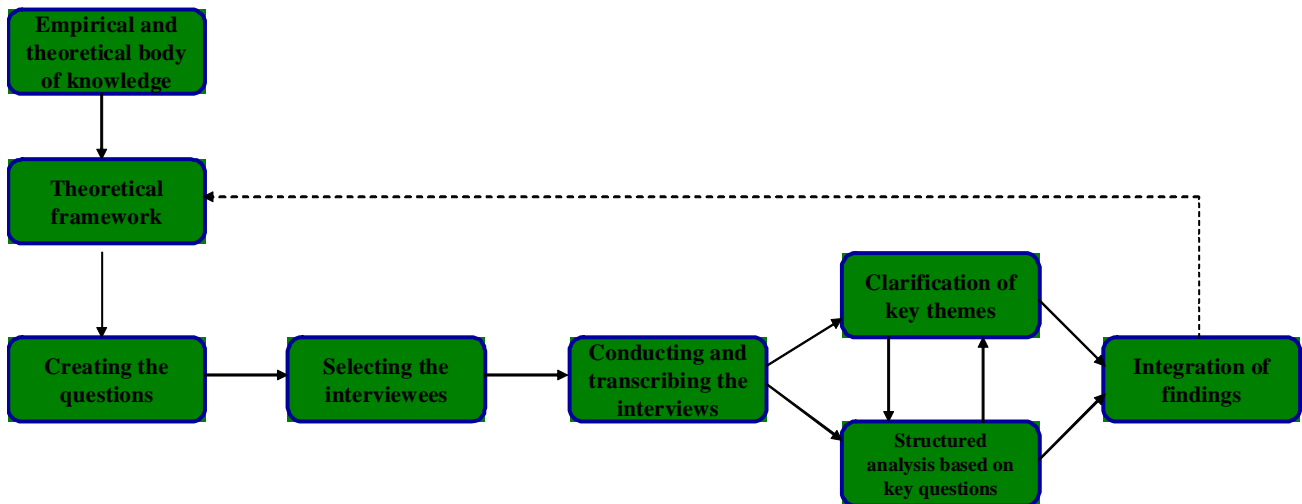 Empirical and
theoretical body
of knowledge
Theoretical
framework
Creating the
questions
Selecting the
interviewees
Conducting and
transcribing the
interviews
Clarification of
key themes
Structured
analysis based on
key questions
Integration of
findings